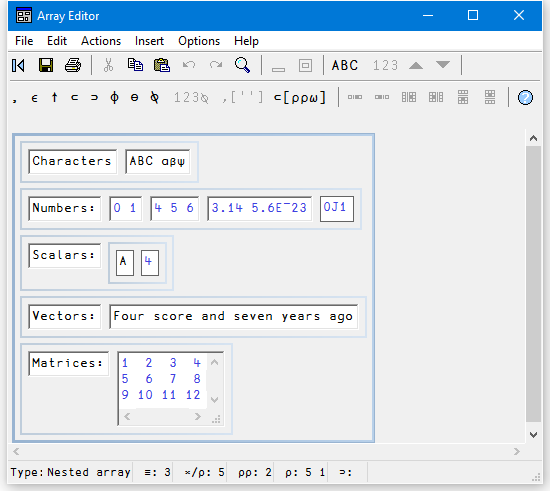 Array Editor
File Edit Actions Insert Options Help
ABC 123
, ϵ ↑ ⊂ ⊃ ϕ ⊖ ⍉ 123⍉ ,[''] ⊂[⍴⍴⍵] ?
Characters ABC αβψ
Numbers: 0 1 4 5 6 3.14 5.6E¯23 0J1
Scalars: A 4
Vectors: Four score and seven years ago
Matrices: 1 2 3 4
5 6 7 8
9 10 11 12
Type: Nested array ≡: 3 ×/⍴: 5 ⍴⍴: 2 ⍴: 5 1 ⊃: